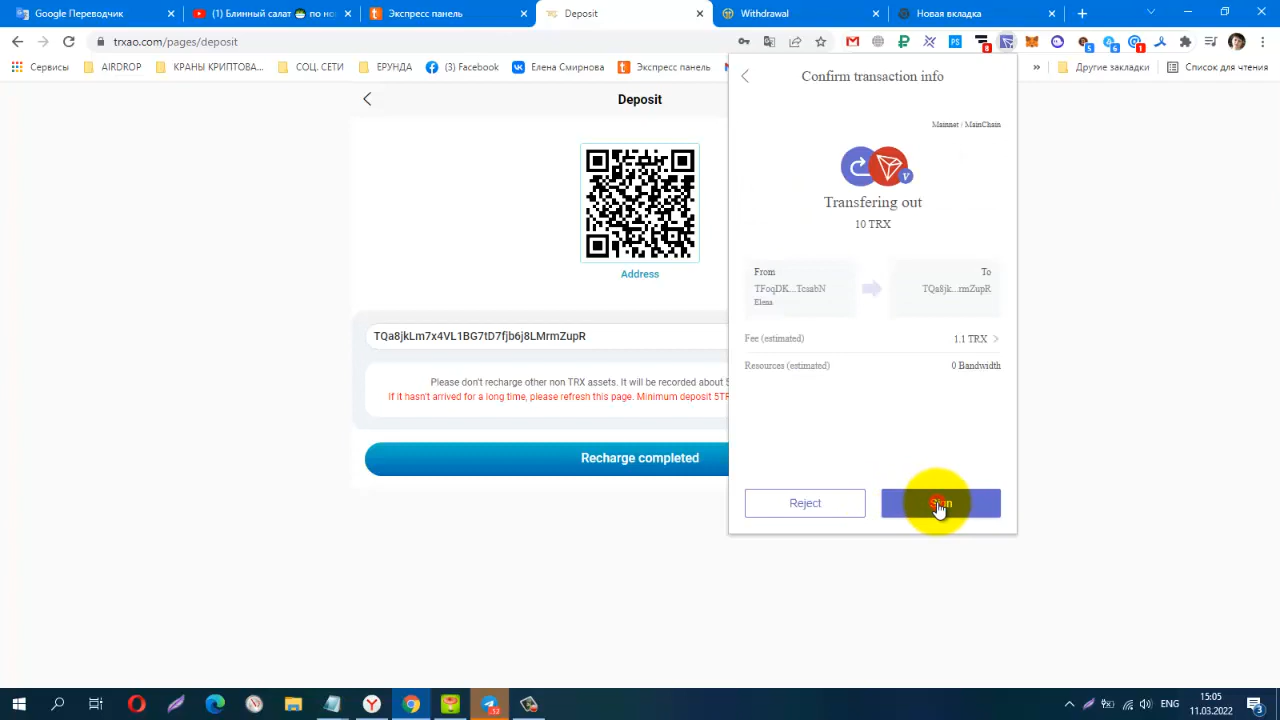 Google Переводчик
(1) Блинный салат 🥗 по но
Экспресс панель
Deposit
Withdrawal
Новая вкладка
trxao.com/pages/deposit
Сервисы
AIRDROP
КРАНЫ КРИПТОВА...
СОЦ. СЕТИ
ЕРУНДА
(3) Facebook
Елена Смирнова
Экспресс панель
»
Другие закладки
Список для чтения
Deposit
Address
TQa8jkLm7x4VL1BG7tD7fjb6j8LMrmZupR
Please don't recharge other non TRX assets. It will be recorded about 5
If it hasn't arrived for a long time, please refresh this page. Minimum deposit 5TR
Recharge completed
Confirm transaction info
Mainnet / MainChain
Transfering out
10 TRX
From
To
TFoqDK...TcsabN
TQa8jk...rmZupR
Elena
Fee (estimated)
1.1 TRX
Resources (estimated)
0 Bandwidth
Reject
Sign
ENG
15:05
11.03.2022